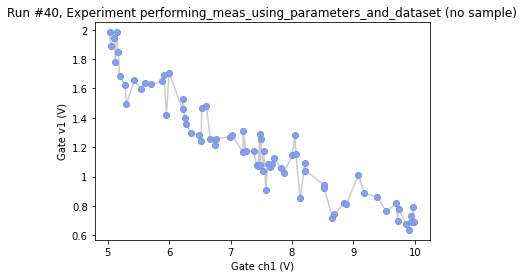 Run #40, Experiment performing_meas_using_parameters_and_dataset (no sample)
2
1.8
1.6
1.4
1.2
1
0.8
0.6
Gate v1 (V)
5 6 7 8 9 10
Gate ch1 (V)